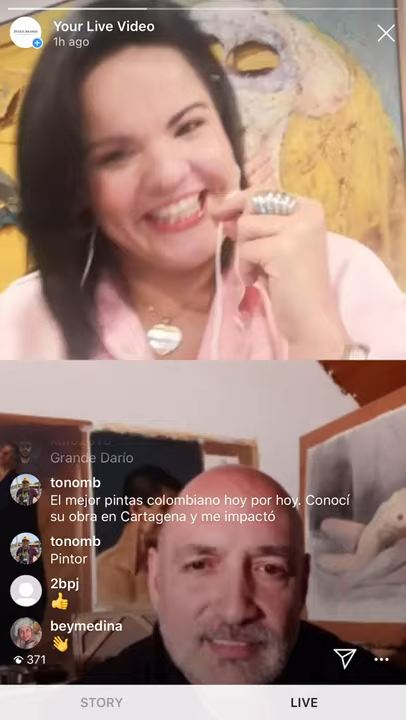 Your Live Video
1h ago
Grande Darío
tonomb
El mejor pintas colombiano hoy por hoy. Conocí
su obra en Cartagena y me impactó
tonomb
Pintor
2bpj
👍
beymedina
👋
371
STORY
LIVE